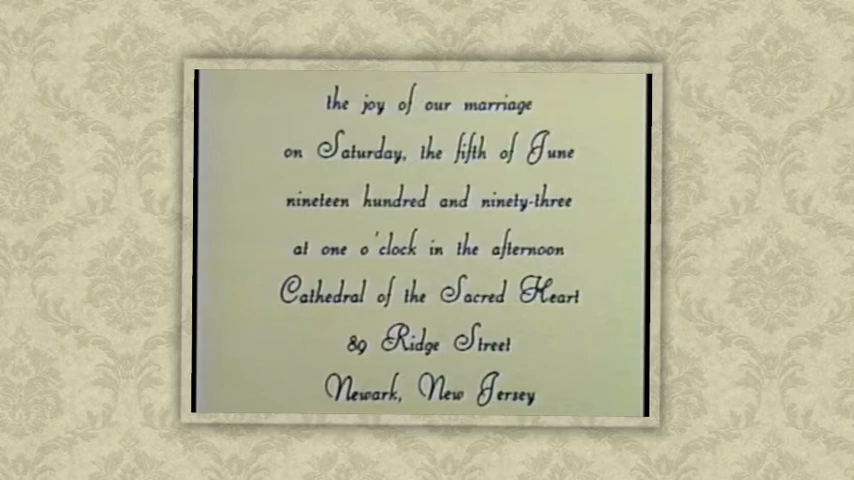 the joy of our marriage
on Saturday, the fifth of June
nineteen hundred and ninety-three
at one o'clock in the afternoon
Cathedral of the Sacred Heart
89 Ridge Street
Newark, New Jersey